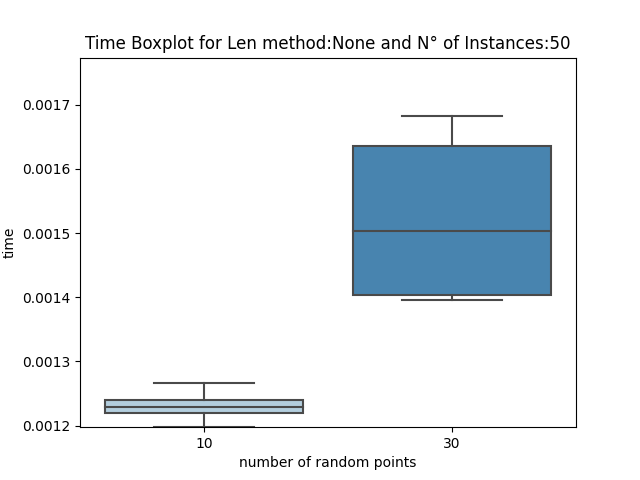 Time Boxplot for Len method:None and N° of Instances:50
0.0017
0.0016
0.0015
0.0014
0.0013
0.0012
time
10
30
number of random points